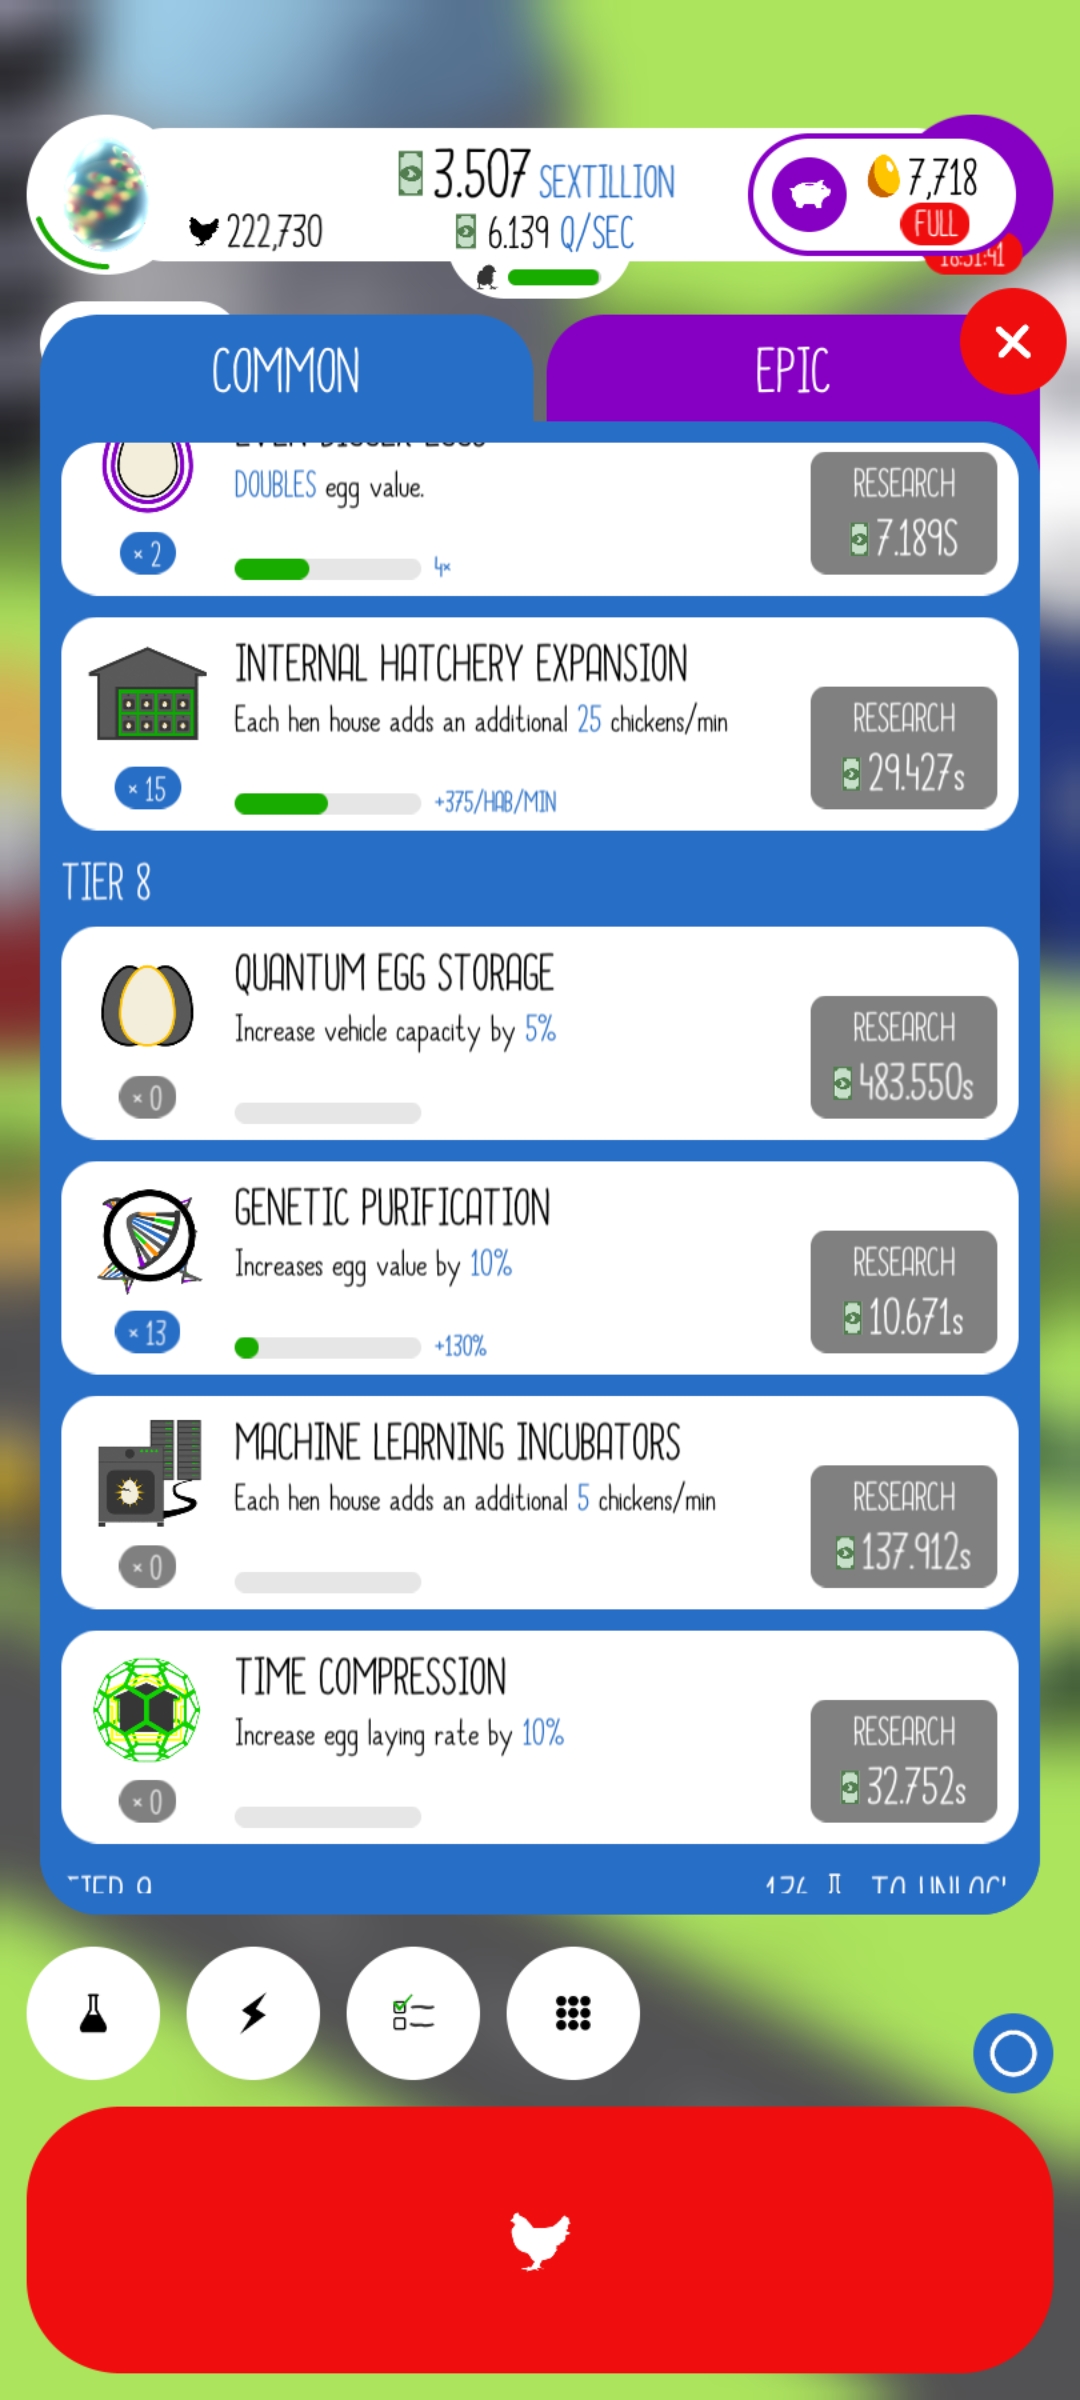 3.507 SEXTILLION
7,718
222,730
6.139 Q/SEC
FULL
18:51:41
COMMON
EPIC
EVEN BIGGER EGGS
DOUBLES egg value.
RESEARCH
7.189S
× 2
4×
INTERNAL HATCHERY EXPANSION
Each hen house adds an additional 25 chickens/min
RESEARCH
29.427s
× 15
+375/HAB/MIN
TIER 8
QUANTUM EGG STORAGE
Increase vehicle capacity by 5%
RESEARCH
483.550s
× 0
GENETIC PURIFICATION
Increases egg value by 10%
RESEARCH
10.671s
× 13
+130%
MACHINE LEARNING INCUBATORS
Each hen house adds an additional 5 chickens/min
RESEARCH
137.912s
× 0
TIME COMPRESSION
Increase egg laying rate by 10%
RESEARCH
32.752s
× 0
TIER 9
TO UNLOCK